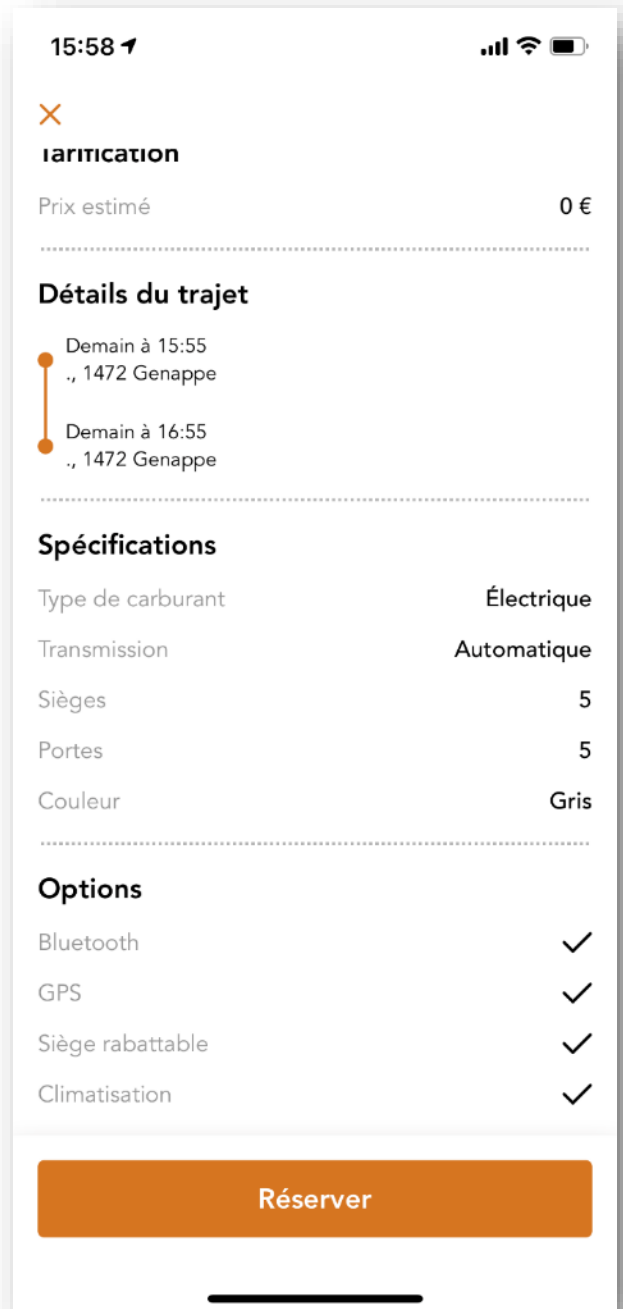 15:58
Tarification
Prix estimé 0 €
Détails du trajet
Demain à 15:55
., 1472 Genappe
Demain à 16:55
., 1472 Genappe
Spécifications
Type de carburant Électrique
Transmission Automatique
Sièges 5
Portes 5
Couleur Gris
Options
Bluetooth
GPS
Siège rabattable
Climatisation
Réserver